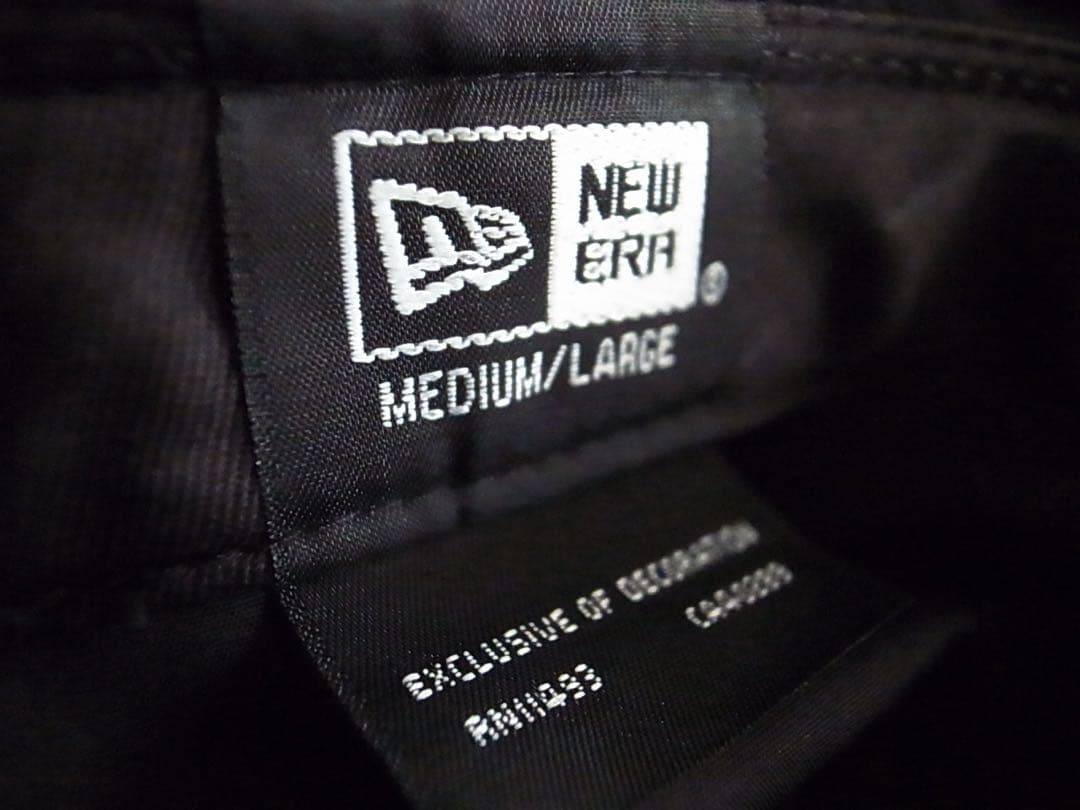 NEW
ERA
®
MEDIUM/LARGE
EXCLUSIVE OF DECORATION
RN11493